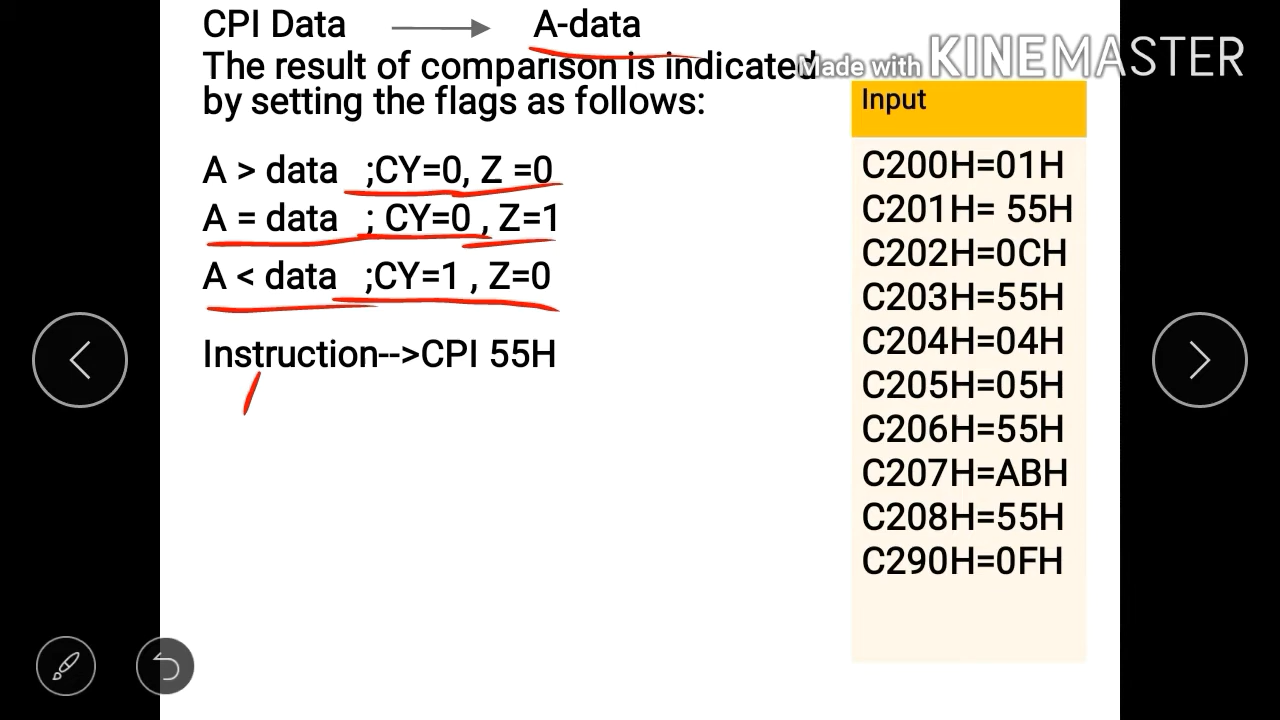 CPI Data A-data
The result of comparison is indicated
by setting the flags as follows:
A > data ;CY=0, Z =0
A = data ; CY=0 , Z=1
A < data ;CY=1 , Z=0
Instruction-->CPI 55H
Made with KINEMASTER
Input
C200H=01H
C201H= 55H
C202H=0CH
C203H=55H
C204H=04H
C205H=05H
C206H=55H
C207H=ABH
C208H=55H
C290H=0FH